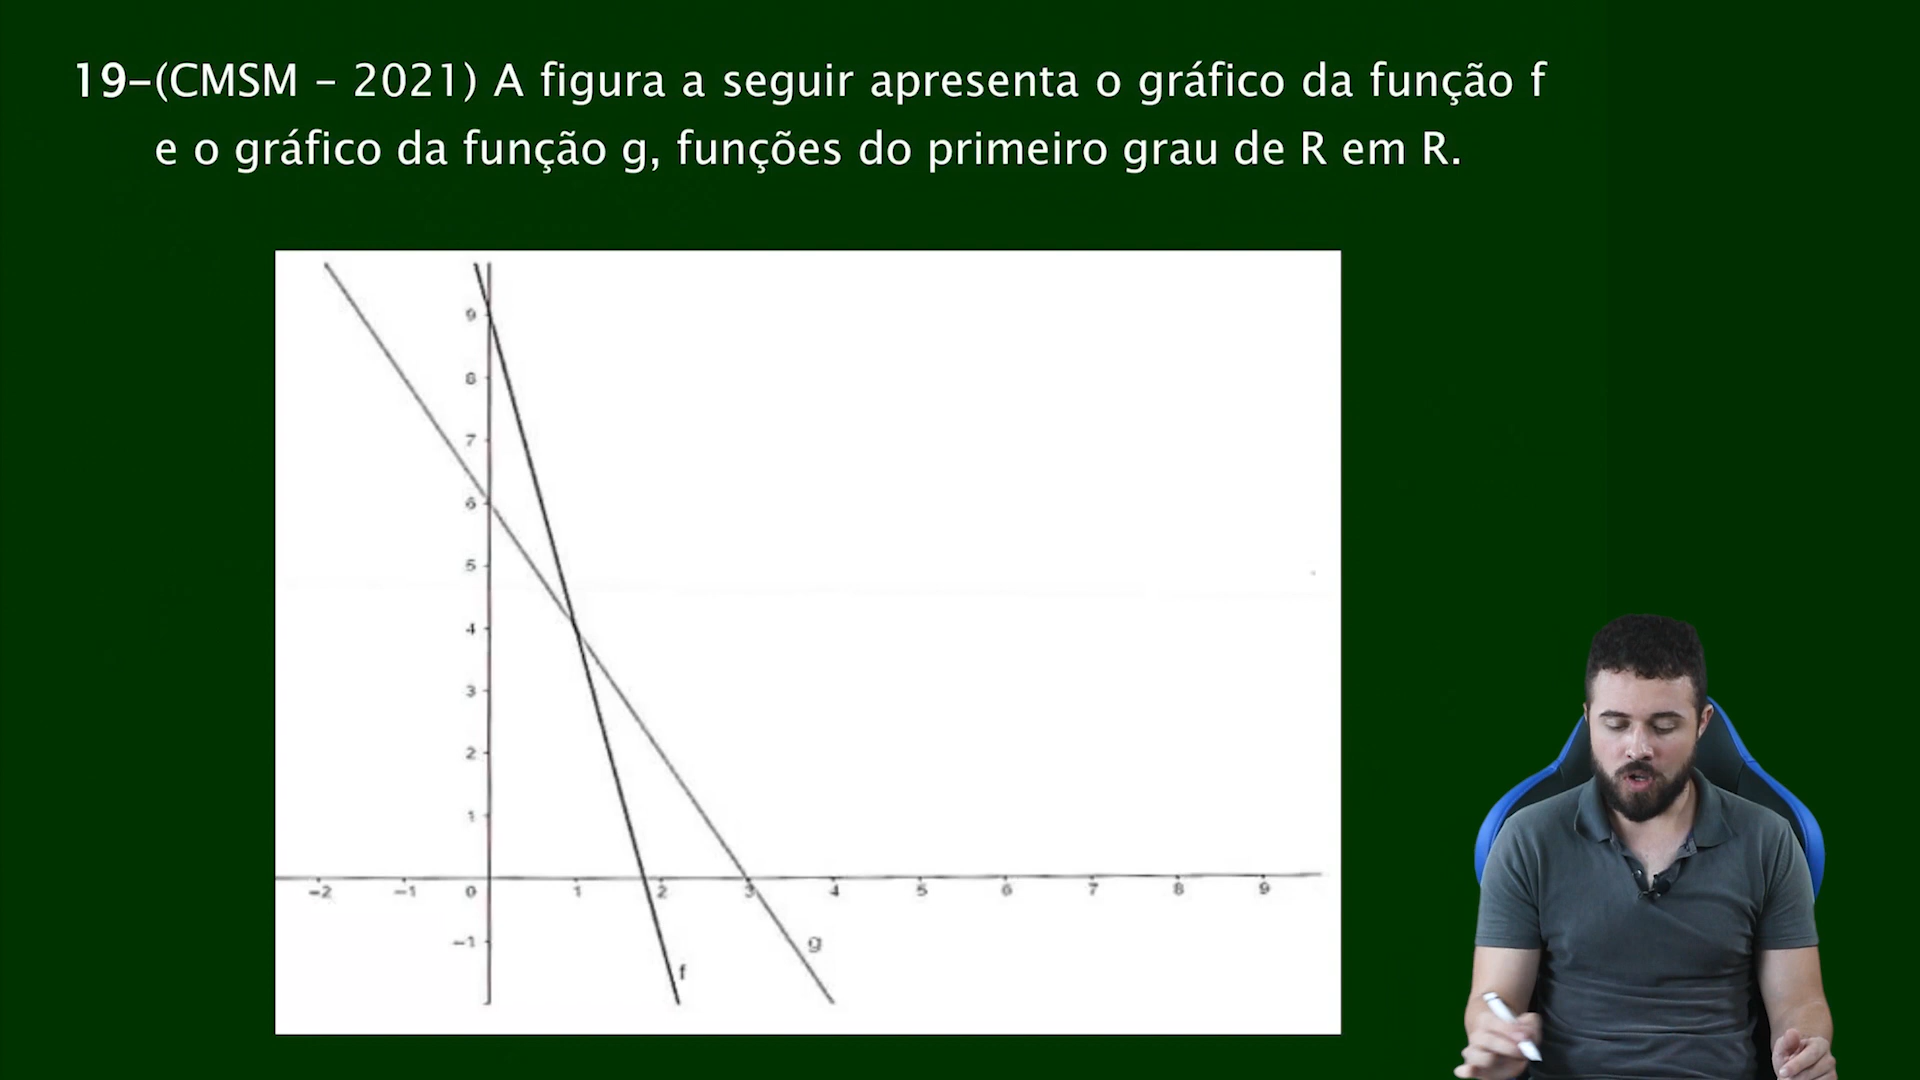 19-(CMSM – 2021) A figura a seguir apresenta o gráfico da função f
e o gráfico da função g, funções do primeiro grau de R em R.
9
8
7
6
5
4
3
2
1
-2 -1 0 1 2 3 4 5 6 7 8 9
-1
g
f